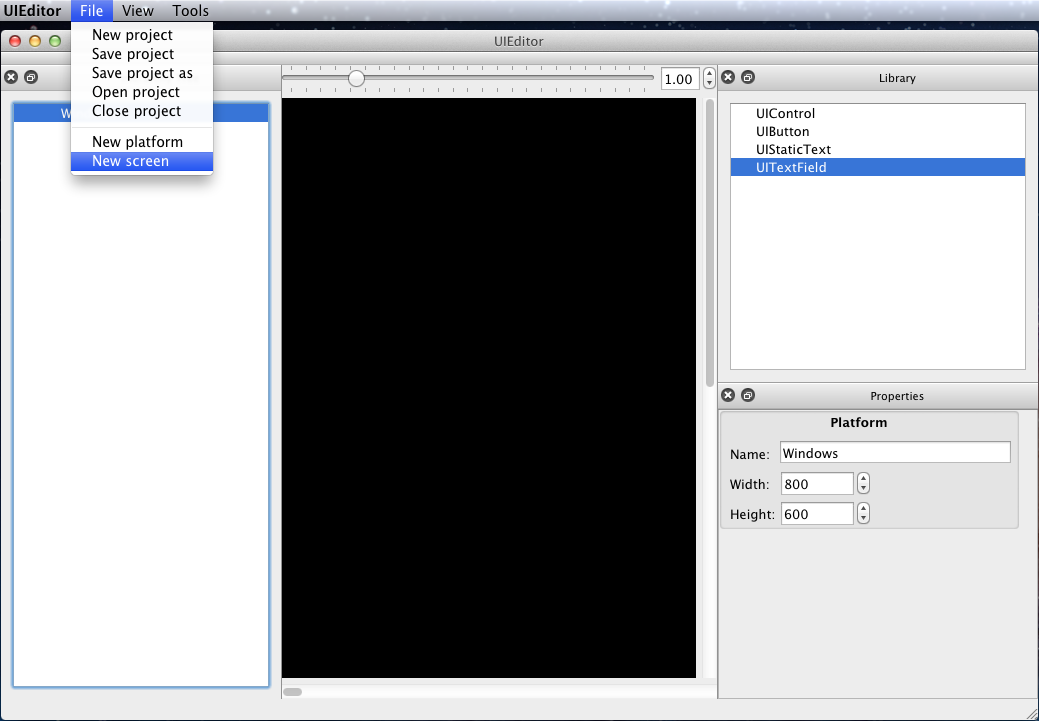 UIEditor File View Tools
New project
Save project
Save project as
Open project
Close project
New platform
New screen
UIEditor
W
1.00
Library
UIControl
UIButton
UIStaticText
UITextField
Properties
Platform
Name: Windows
Width: 800
Height: 600